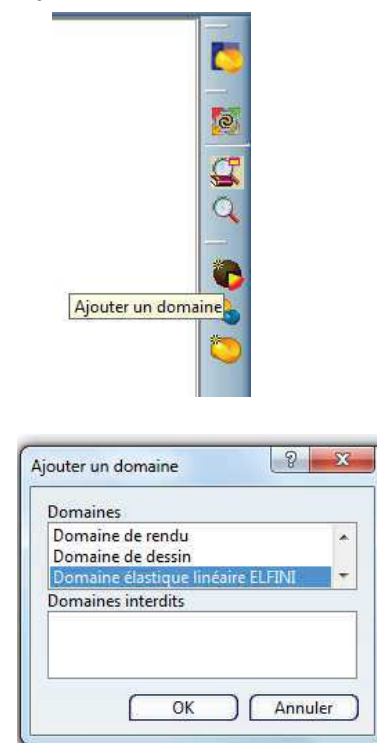 Ajouter un domaine
Ajouter un domaine
Domaines
Domaine de rendu
Domaine de dessin
Domaine élastique linéaire ELFINI
Domaines interdits
OK
Annuler